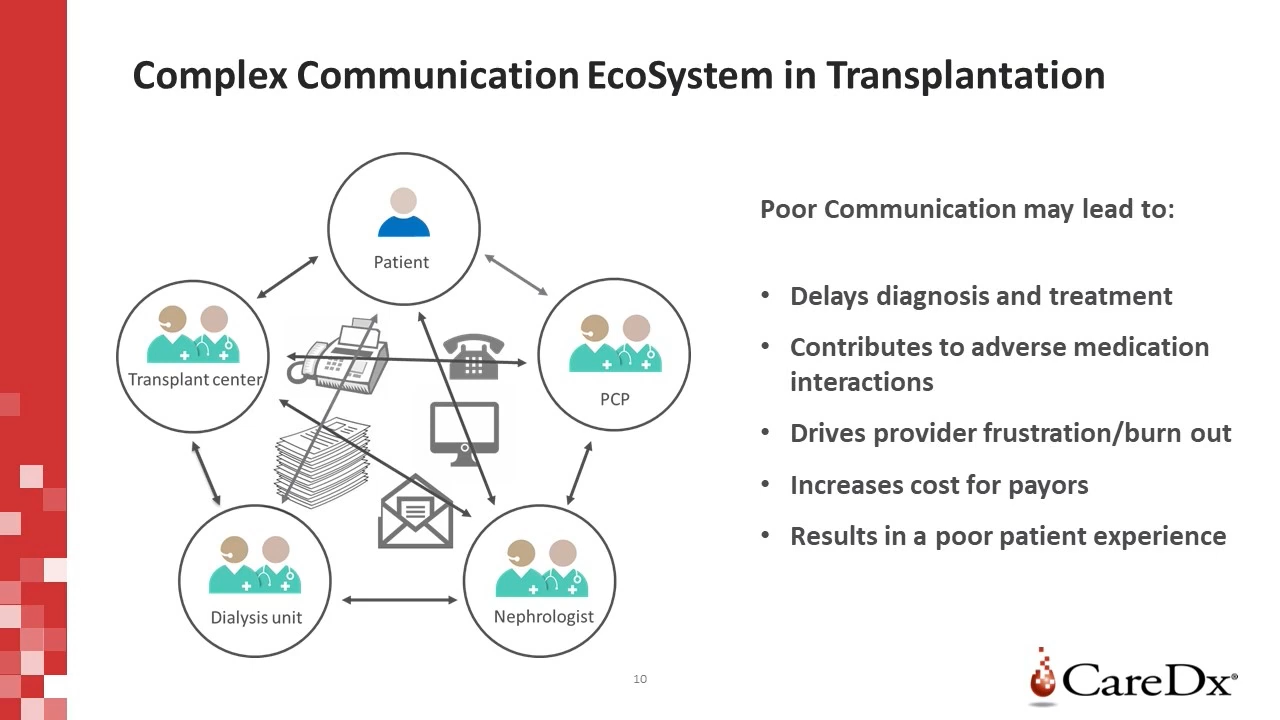 Complex Communication EcoSystem in Transplantation
Patient
Transplant center
PCP
Dialysis unit
Nephrologist
Poor Communication may lead to:
• Delays diagnosis and treatment
• Contributes to adverse medication
interactions
• Drives provider frustration/burn out
• Increases cost for payors
• Results in a poor patient experience
10
CareDx®